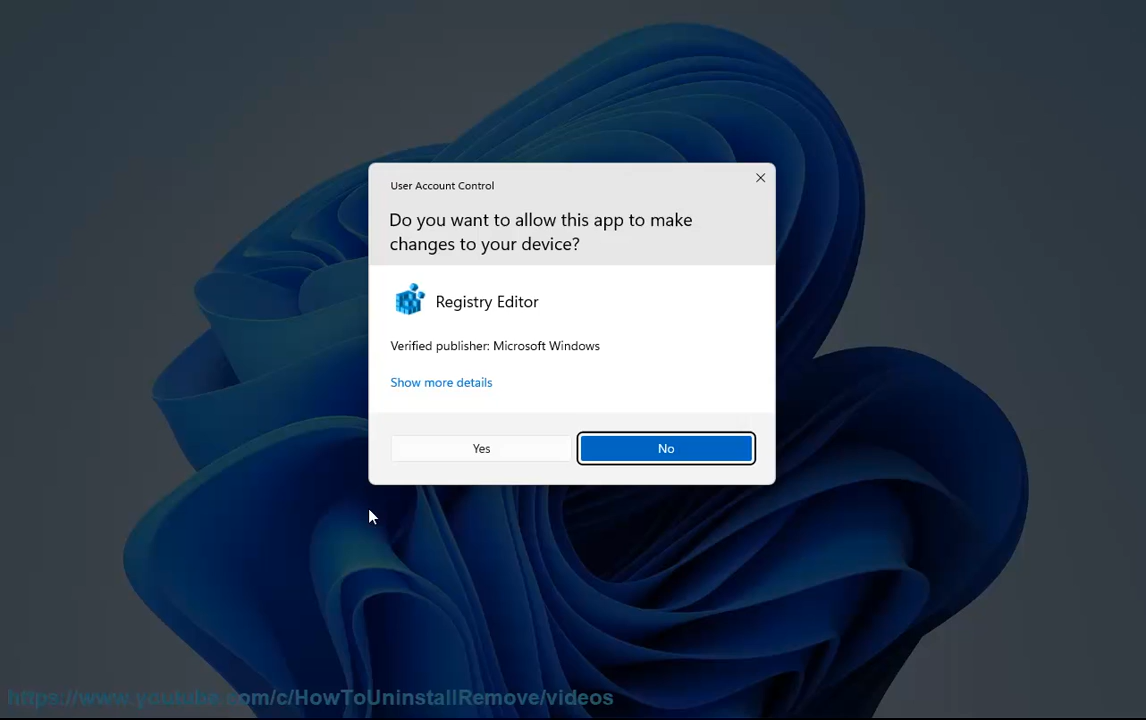 User Account Control
Do you want to allow this app to make
changes to your device?
Registry Editor
Verified publisher: Microsoft Windows
Show more details
Yes
No
https://www.youtube.com/c/HowToUninstallRemove/videos